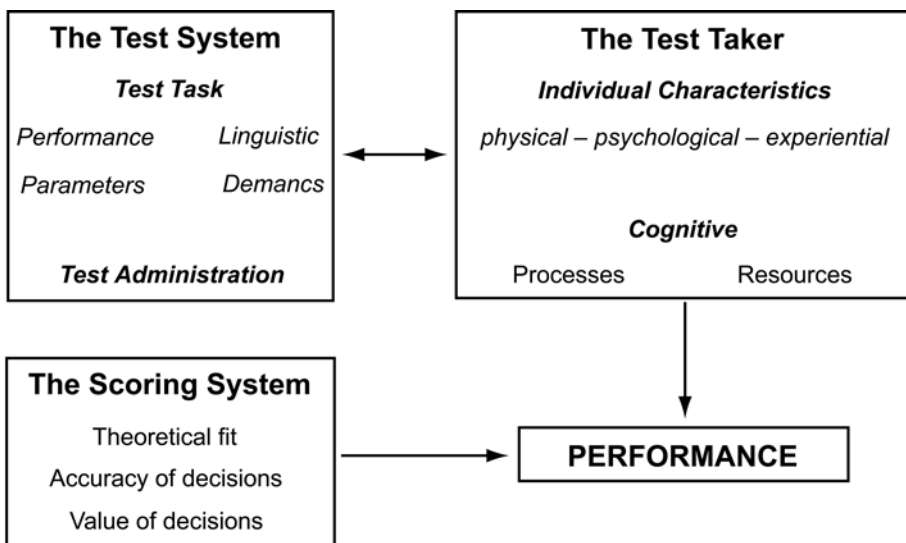 The Test System
Test Task
Performance Linguistic
Parameters Demancs
Test Administration
The Test Taker
Individual Characteristics
physical – psychological – experiential
Cognitive
Processes Resources
The Scoring System
Theoretical fit
Accuracy of decisions
Value of decisions
PERFORMANCE